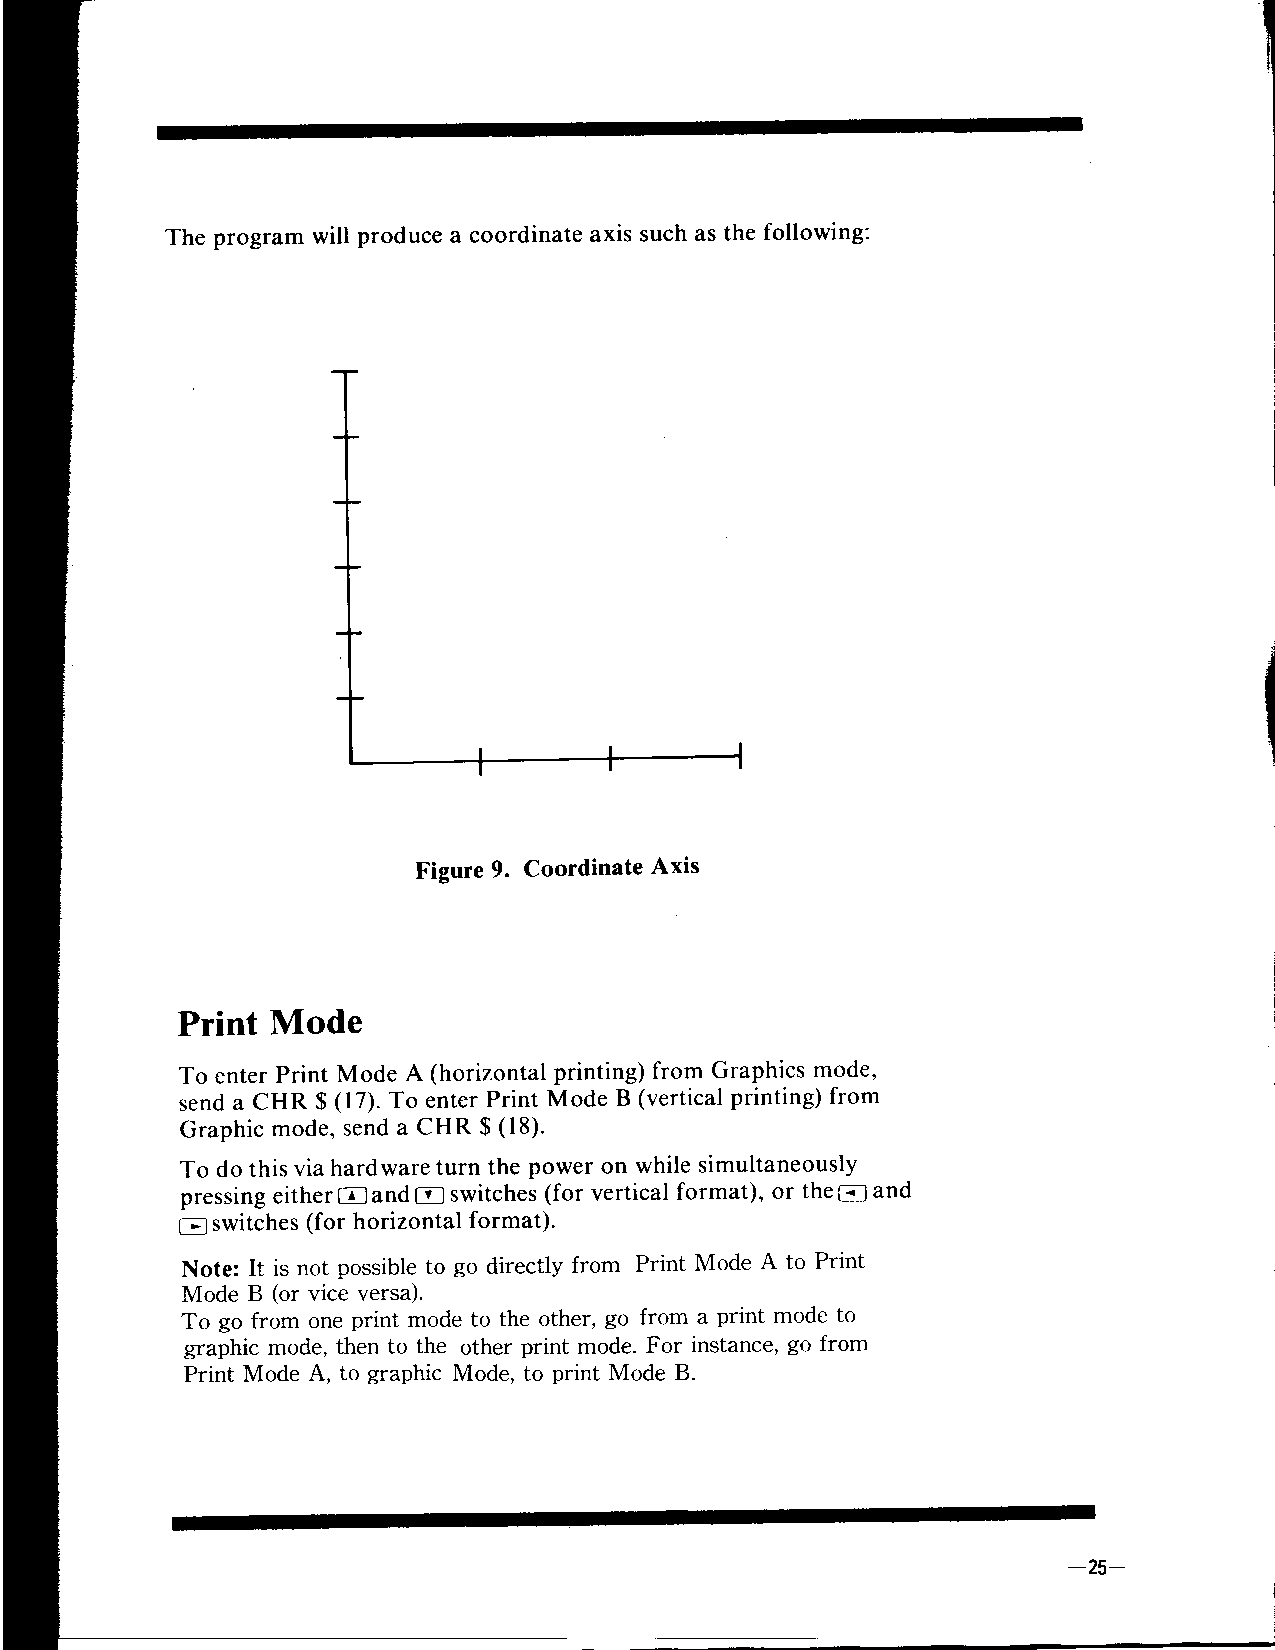 The program will produce a coordinate axis such as the following:
Figure 9. Coordinate Axis
Print Mode
To enter Print Mode A (horizontal printing) from Graphics mode,
send a CHR $ (17). To enter Print Mode B (vertical printing) from
Graphic mode, send a CHR $ (18).
To do this via hardware turn the power on while simultaneously
pressing either ▲ and ▼ switches (for vertical format), or the ◄ and
► switches (for horizontal format).
Note: It is not possible to go directly from Print Mode A to Print
Mode B (or vice versa).
To go from one print mode to the other, go from a print mode to
graphic mode, then to the other print mode. For instance, go from
Print Mode A, to graphic Mode, to print Mode B.
—25—